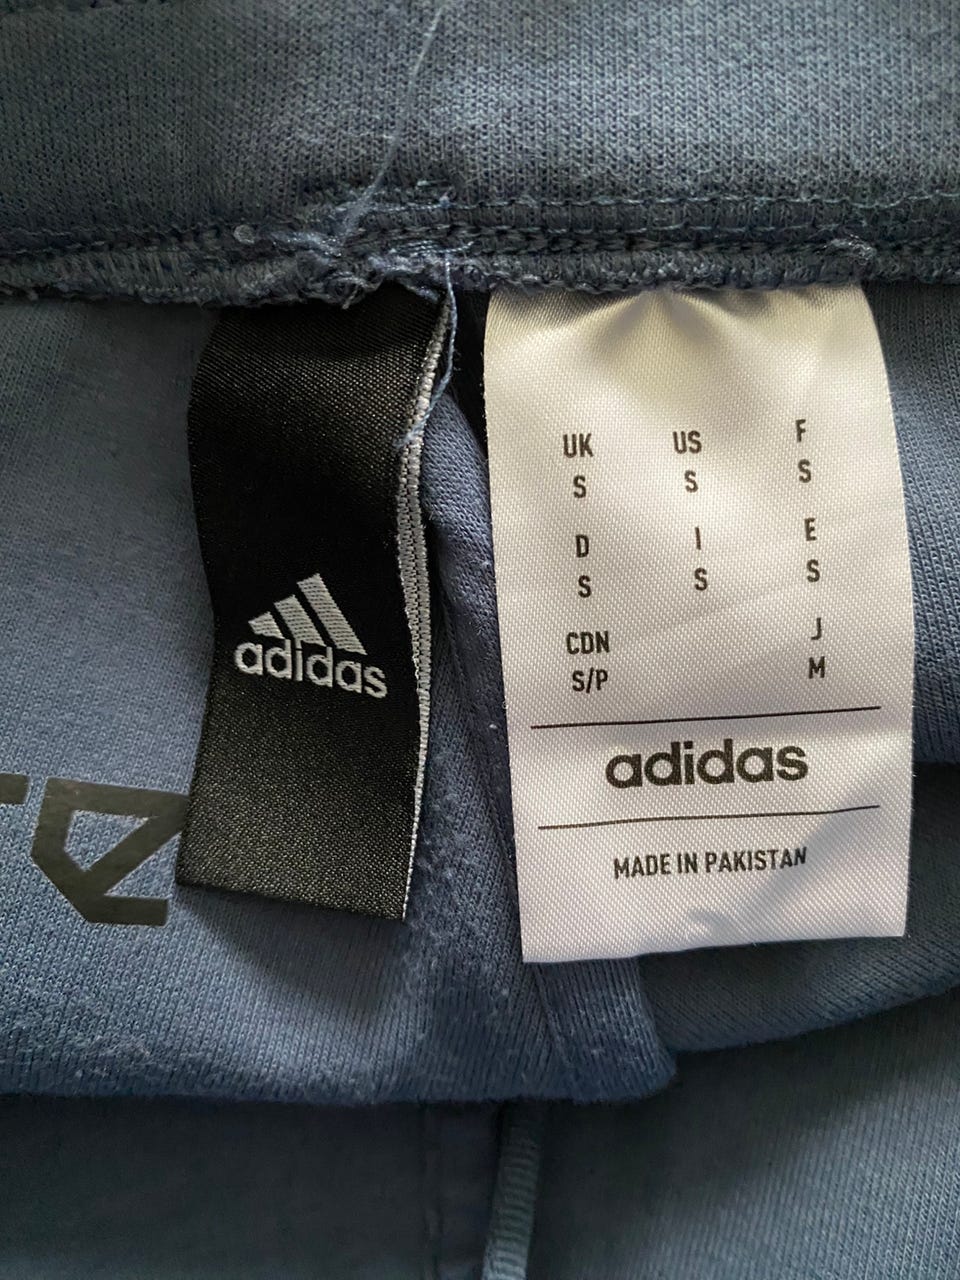 adidas
UK US F
S S S
D I E
S S S
CDN J
S/P M
adidas
MADE IN PAKISTAN